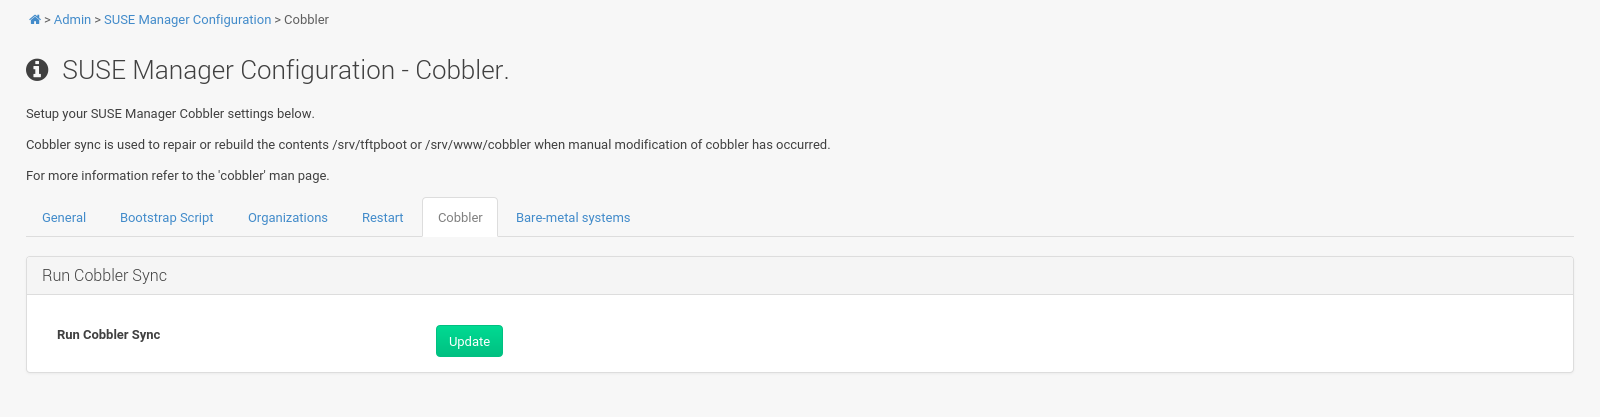 > Admin > SUSE Manager Configuration > Cobbler
SUSE Manager Configuration - Cobbler.
Setup your SUSE Manager Cobbler settings below.
Cobbler sync is used to repair or rebuild the contents /srv/tftpboot or /srv/www/cobbler when manual modification of cobbler has occurred.
For more information refer to the 'cobbler' man page.
General Bootstrap Script Organizations Restart Cobbler Bare-metal systems
Run Cobbler Sync
Run Cobbler Sync Update